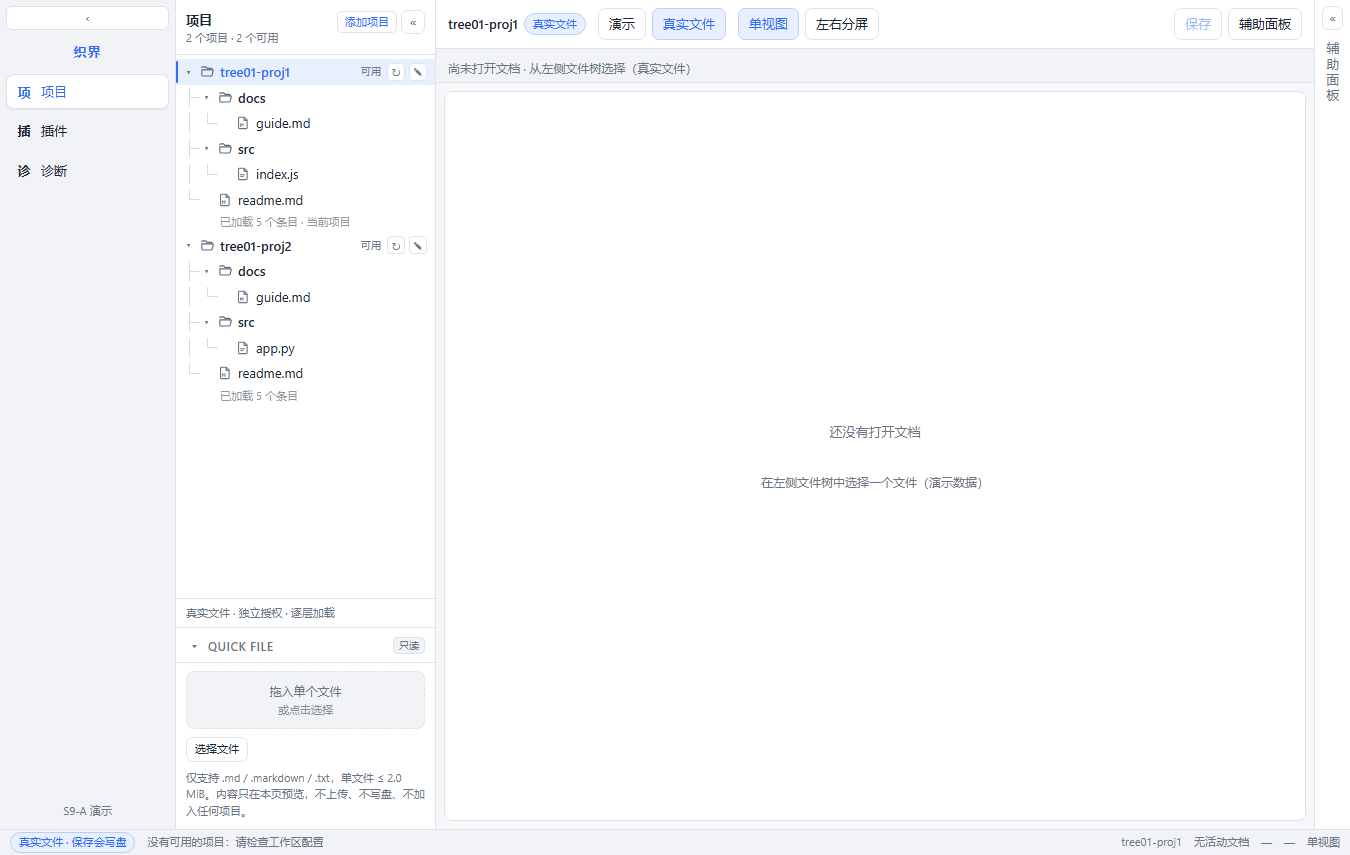 ‹
织界
项 项目
插 插件
诊 诊断
S9-A 演示
项目
2 个项目 · 2 个可用
添加项目
«
▾ tree01-proj1 可用 ↻ ✎
▾ docs
guide.md
▾ src
index.js
readme.md
已加载 5 个条目 · 当前项目
▾ tree01-proj2 可用 ↻ ✎
▾ docs
guide.md
▾ src
app.py
readme.md
已加载 5 个条目
真实文件 · 独立授权 · 逐层加载
▾ QUICK FILE 只读
拖入单个文件
或点击选择
选择文件
仅支持 .md / .markdown / .txt，单文件 ≤ 2.0
MiB。内容只在本页预览，不上传、不写盘、不加
入任何项目。
tree01-proj1 真实文件 演示 真实文件 单视图 左右分屏 保存 辅助面板
尚未打开文档 · 从左侧文件树选择（真实文件）
还没有打开文档
在左侧文件树中选择一个文件（演示数据）
«
辅助面板
真实文件 · 保存会写盘 没有可用的项目：请检查工作区配置 tree01-proj1 无活动文档 — — 单视图